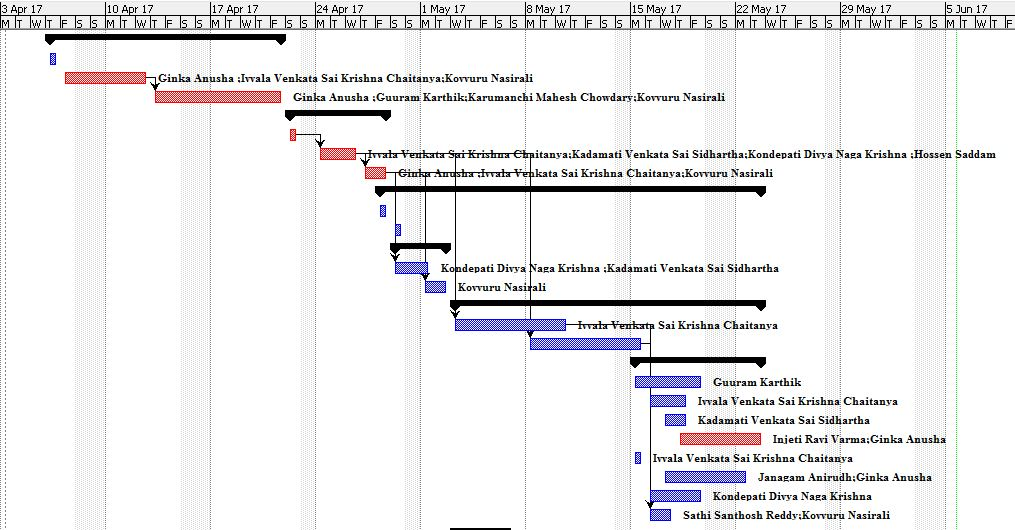 3 Apr 17 10 Apr 17 17 Apr 17 24 Apr 17 1 May 17 8 May 17 15 May 17 22 May 17 29 May 17 5 Jun 17
M T W T F S S M T W T F S S M T W T F S S M T W T F S S M T W T F S S M T W T F S S M T W T F S S M T W T F S S M T W T F S S M T W T F
Ginka Anusha ;Ivvala Venkata Sai Krishna Chaitanya;Kovvuru Nasirali
Ginka Anusha ;Guuram Karthik;Karumanchi Mahesh Chowdary;Kovvuru Nasirali
Ivvala Venkata Sai Krishna Chaitanya;Kadamati Venkata Sai Sidhartha;Kondepati Divya Naga Krishna ;Hossen Saddam
Ginka Anusha ;Ivvala Venkata Sai Krishna Chaitanya;Kovvuru Nasirali
Kondepati Divya Naga Krishna ;Kadamati Venkata Sai Sidhartha
Kovvuru Nasirali
Ivvala Venkata Sai Krishna Chaitanya
Guuram Karthik
Ivvala Venkata Sai Krishna Chaitanya
Kadamati Venkata Sai Sidhartha
Injeti Ravi Varma;Ginka Anusha
Ivvala Venkata Sai Krishna Chaitanya
Janagam Anirudh;Ginka Anusha
Kondepati Divya Naga Krishna
Sathi Santhosh Reddy;Kovvuru Nasirali